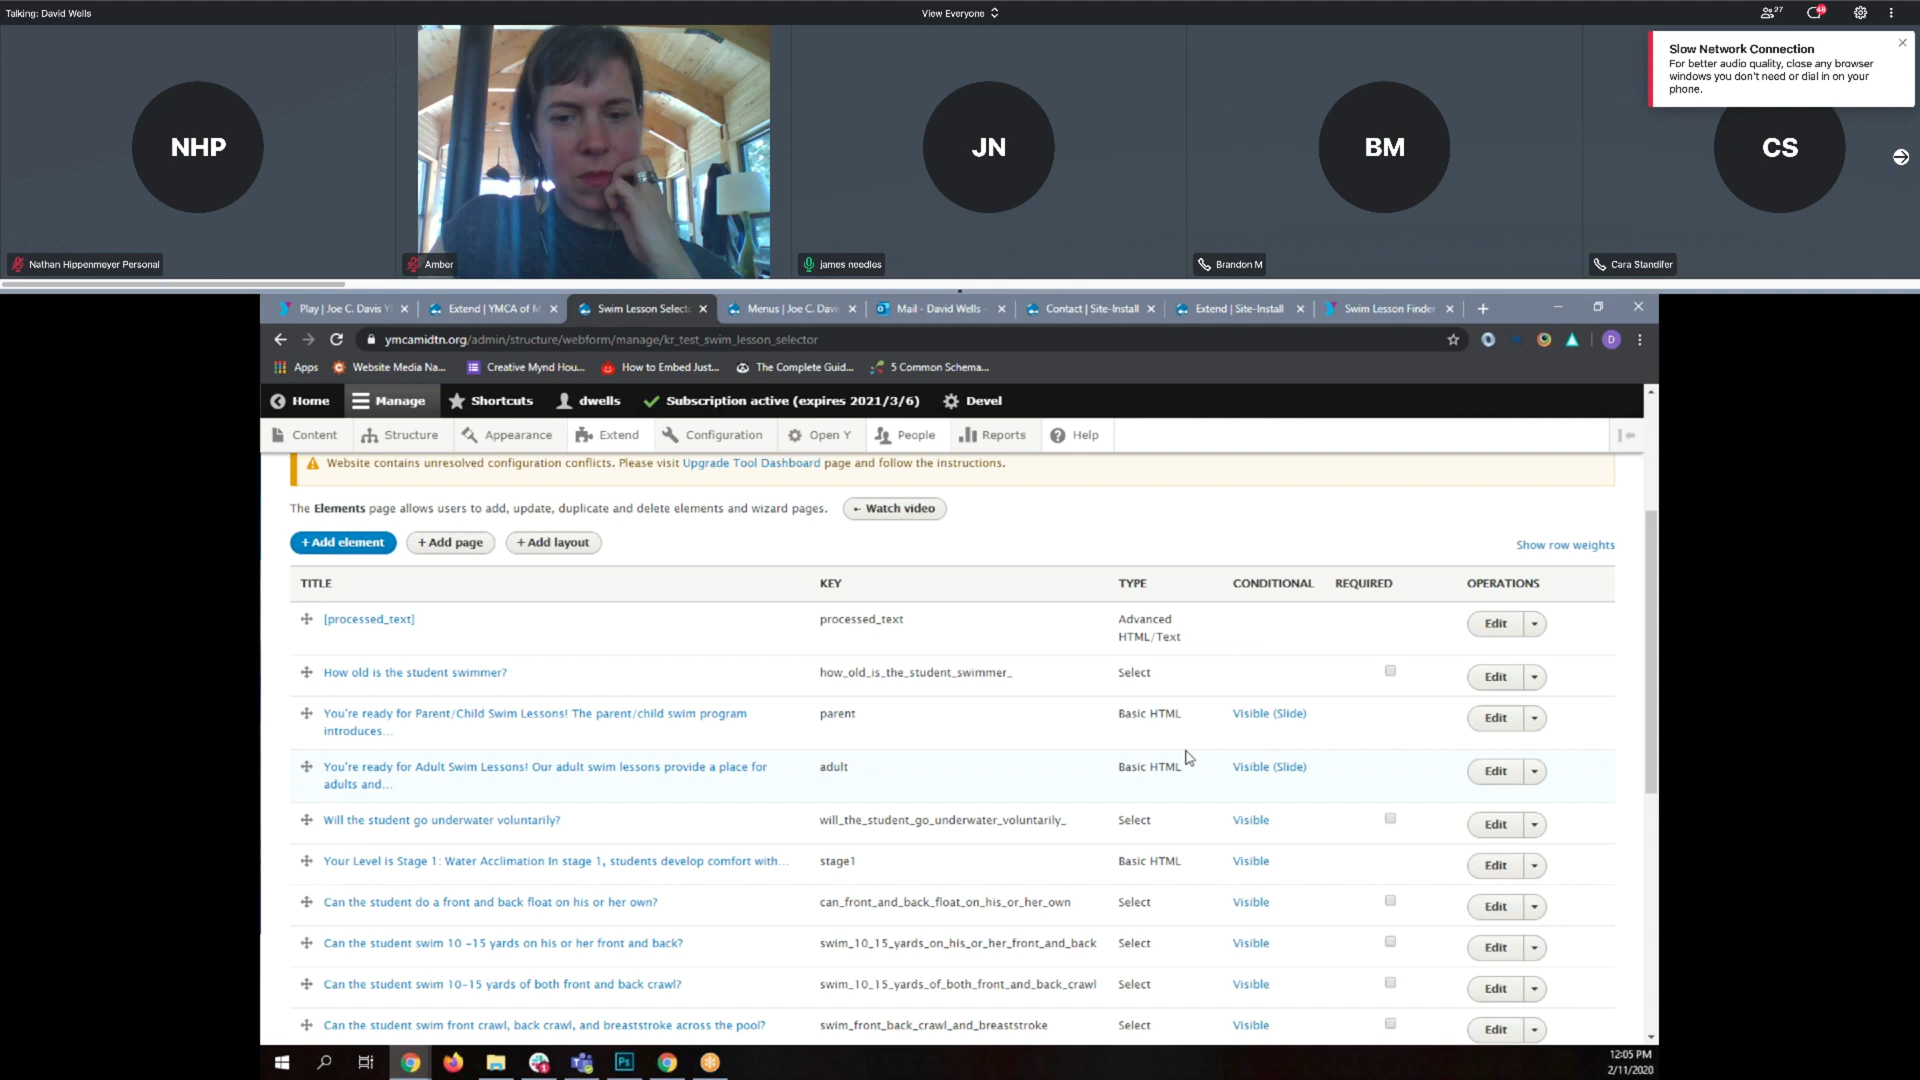 Talking: David Wells
View Everyone
27
48
Slow Network Connection
For better audio quality, close any browser
windows you don't need or dial in on your
phone.
NHP
JN
BM
CS
Nathan Hippenmeyer Personal
Amber
james needles
Brandon M
Cara Standifer
Play | Joe C. Davis Y
Extend | YMCA of M
Swim Lesson Select
Menus | Joe C. Dav
Mail - David Wells -
Contact | Site-Install
Extend | Site-Install
Swim Lesson Finder
ymcamidtn.org/admin/structure/webform/manage/kr_test_swim_lesson_selector
D
Apps
Website Media Na...
Creative Mynd Hou...
How to Embed Just...
The Complete Guid...
5 Common Schema...
Home
Manage
Shortcuts
dwells
Subscription active (expires 2021/3/6)
Devel
Content
Structure
Appearance
Extend
Configuration
Open Y
People
Reports
Help
Website contains unresolved configuration conflicts. Please visit Upgrade Tool Dashboard page and follow the instructions.
The Elements page allows users to add, update, duplicate and delete elements and wizard pages.
Watch video
+ Add element
+ Add page
+ Add layout
Show row weights
TITLE KEY TYPE CONDITIONAL REQUIRED OPERATIONS
[processed_text] processed_text Advanced
HTML/Text
Edit
How old is the student swimmer? how_old_is_the_student_swimmer_ Select Edit
You're ready for Parent/Child Swim Lessons! The parent/child swim program
introduces...
parent Basic HTML Visible (Slide) Edit
You're ready for Adult Swim Lessons! Our adult swim lessons provide a place for
adults and...
adult Basic HTML Visible (Slide) Edit
Will the student go underwater voluntarily? will_the_student_go_underwater_voluntarily_ Select Visible Edit
Your Level is Stage 1: Water Acclimation In stage 1, students develop comfort with... stage1 Basic HTML Visible Edit
Can the student do a front and back float on his or her own? can_front_and_back_float_on_his_or_her_own Select Visible Edit
Can the student swim 10 -15 yards on his or her front and back? swim_10_15_yards_on_his_or_her_front_and_back Select Visible Edit
Can the student swim 10-15 yards of both front and back crawl? swim_10_15_yards_of_both_front_and_back_crawl Select Visible Edit
Can the student swim front crawl, back crawl, and breaststroke across the pool? swim_front_back_crawl_and_breaststroke Select Visible Edit
Ps
12:05 PM
2/11/2020